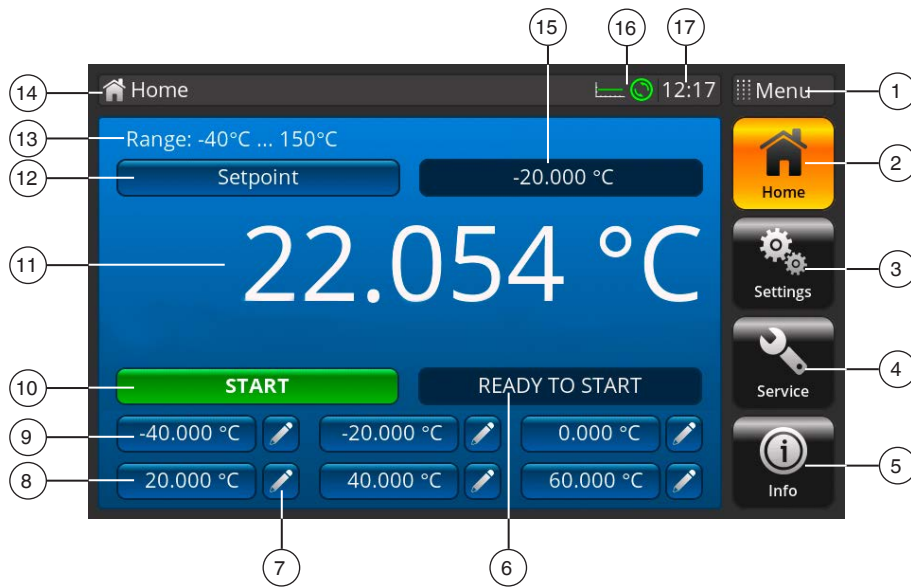 15 16 17
14 Home 12:17 Menu 1
13 Range: -40°C ... 150°C
12 Setpoint -20.000 °C Home 2
11 22.054 °C Settings 3
10 START READY TO START Service 4
9 -40.000 °C -20.000 °C 0.000 °C
8 20.000 °C 40.000 °C 60.000 °C Info 5
7 6